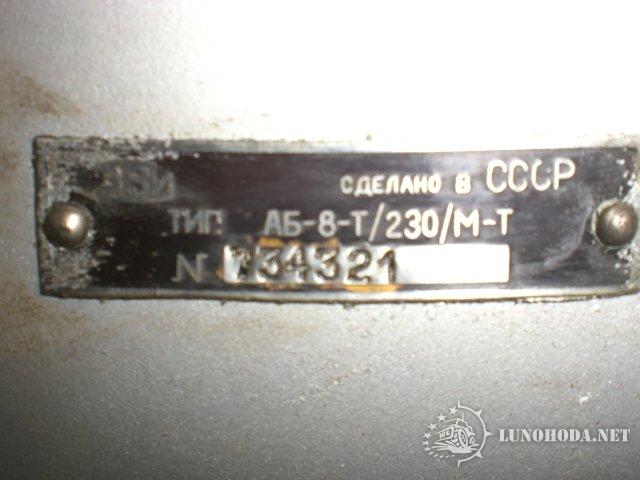 СДЕЛАНО В СССР
ТИП АБ-8-Т/230/М-Т
N 734321
LUNOHODA.NET